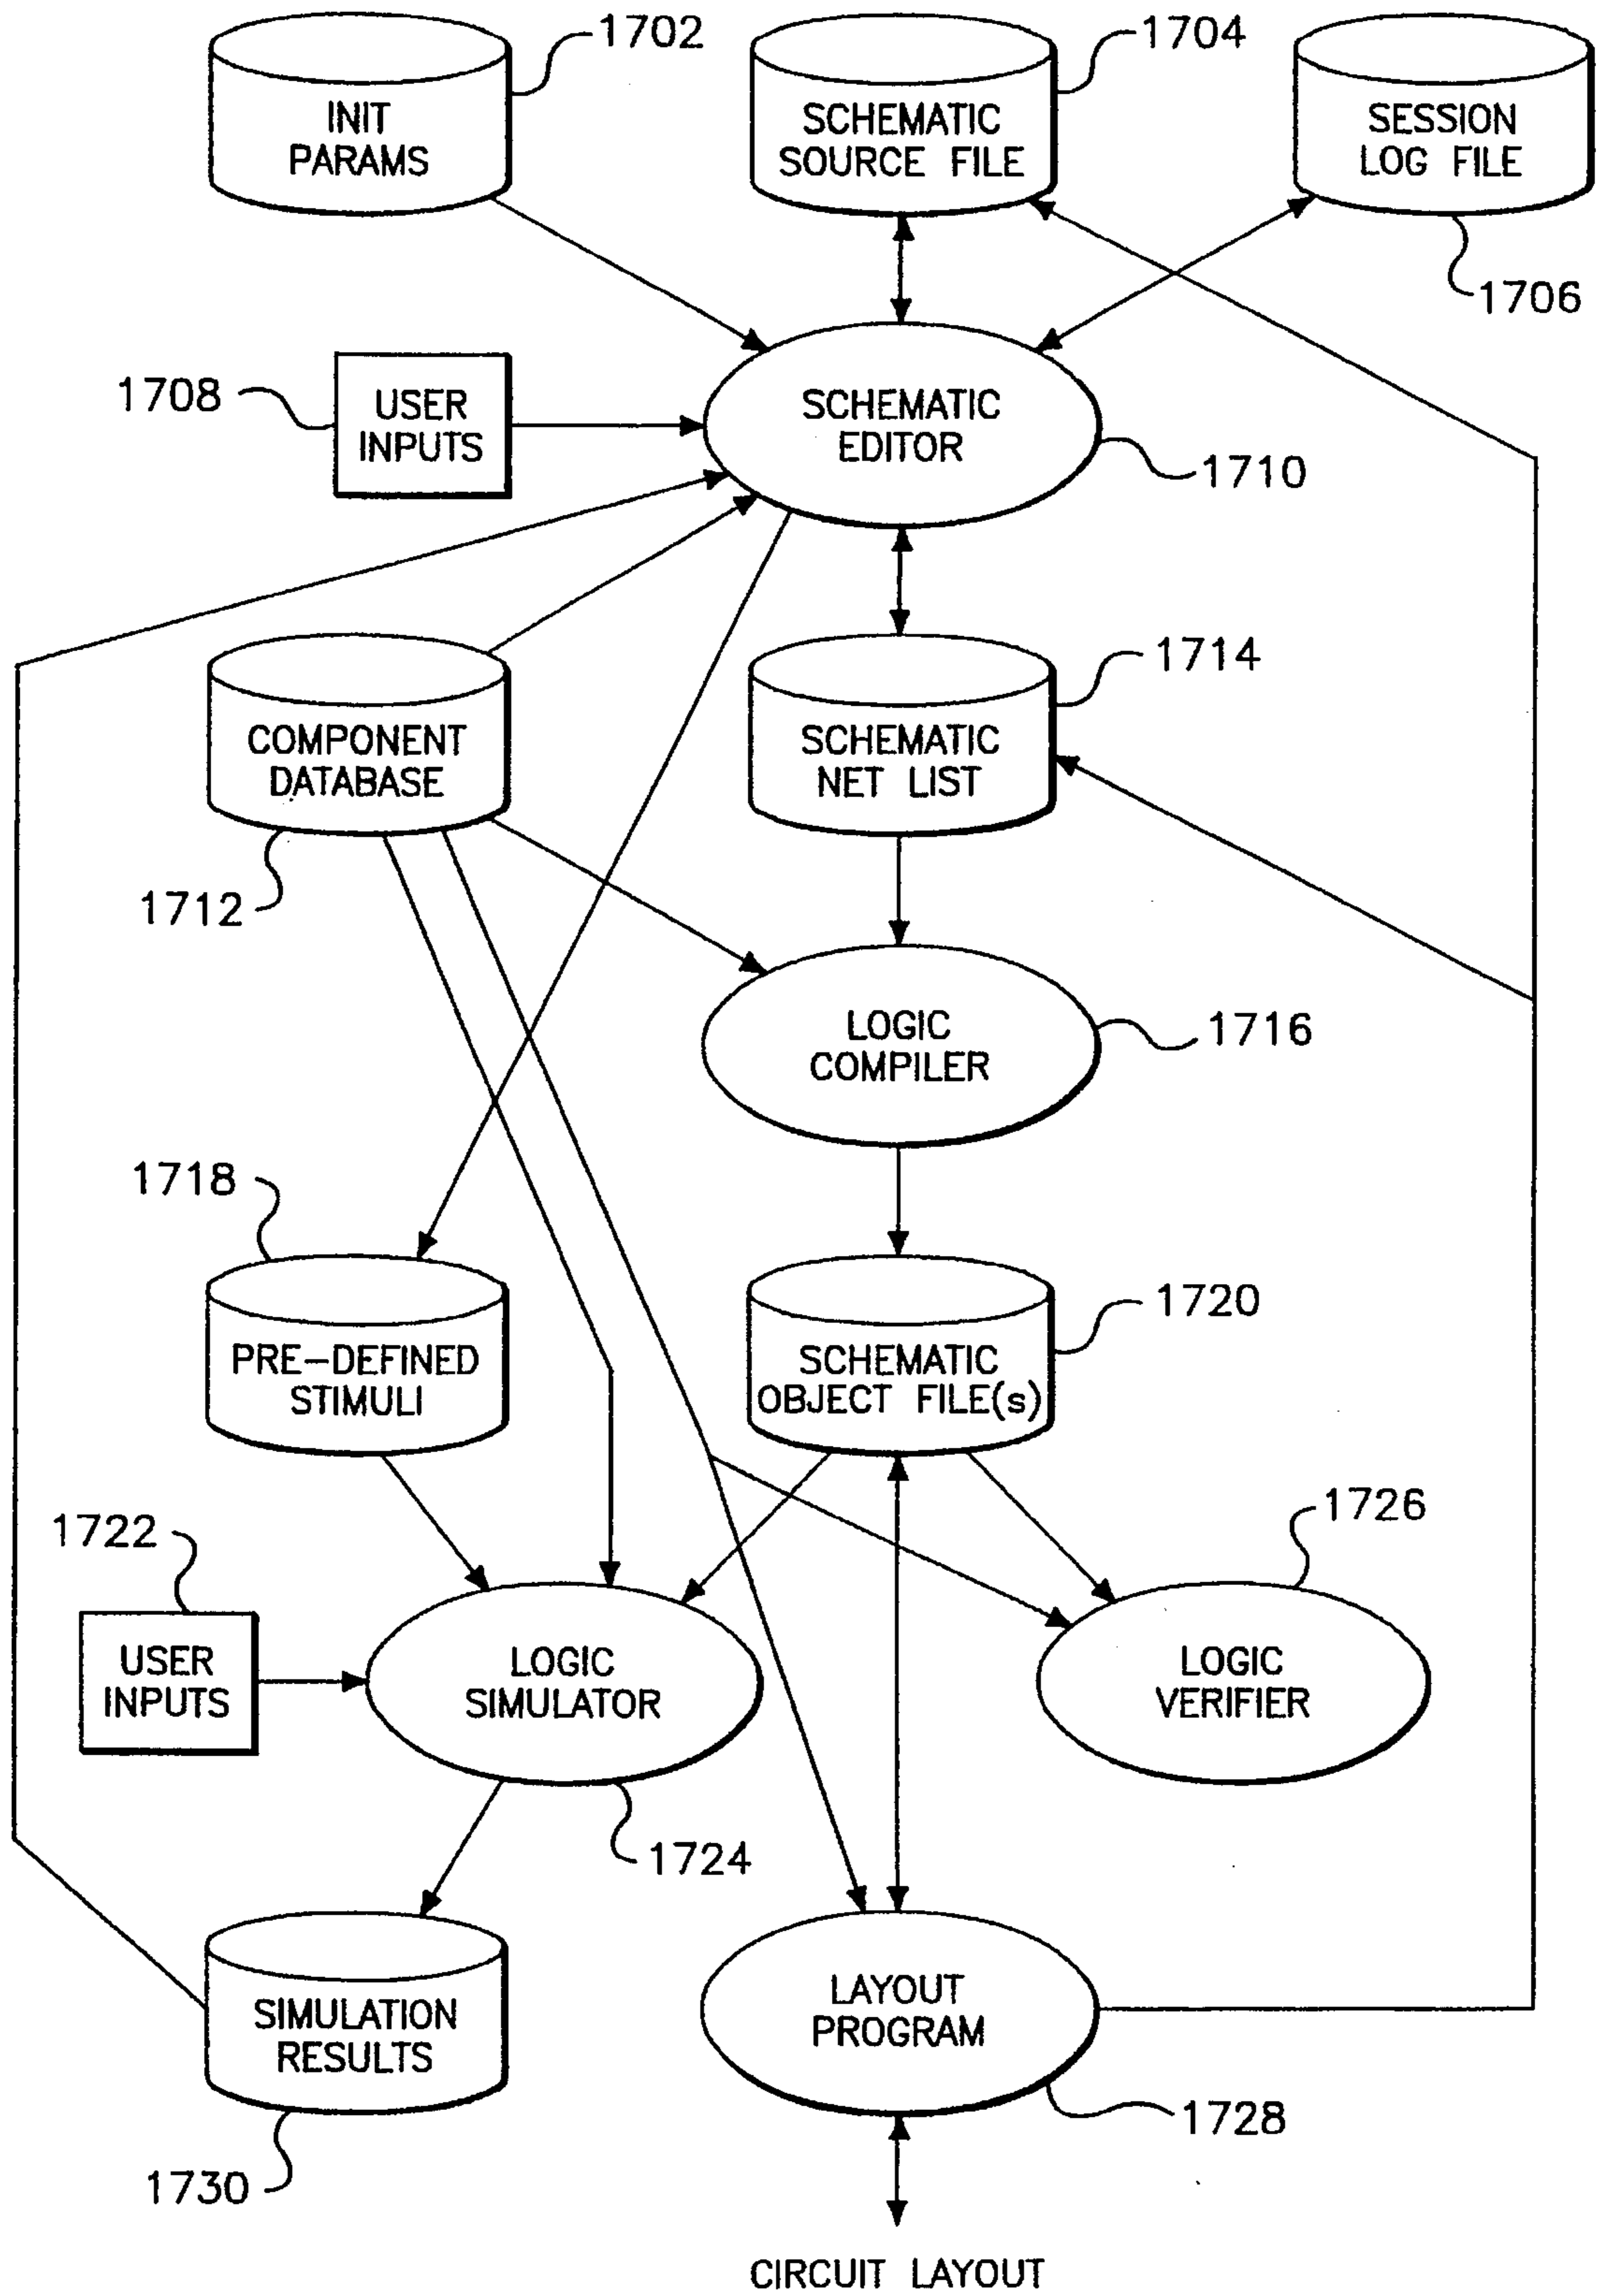 1702
1704
INIT
PARAMS
SCHEMATIC
SOURCE FILE
SESSION
LOG FILE
1706
1708
USER
INPUTS
SCHEMATIC
EDITOR
1710
1714
COMPONENT
DATABASE
SCHEMATIC
NET LIST
1712
LOGIC
COMPILER
1716
1718
1720
PRE-DEFINED
STIMULI
SCHEMATIC
OBJECT FILE(s)
1722
1726
USER
INPUTS
LOGIC
SIMULATOR
LOGIC
VERIFIER
1724
SIMULATION
RESULTS
LAYOUT
PROGRAM
1728
1730
CIRCUIT LAYOUT